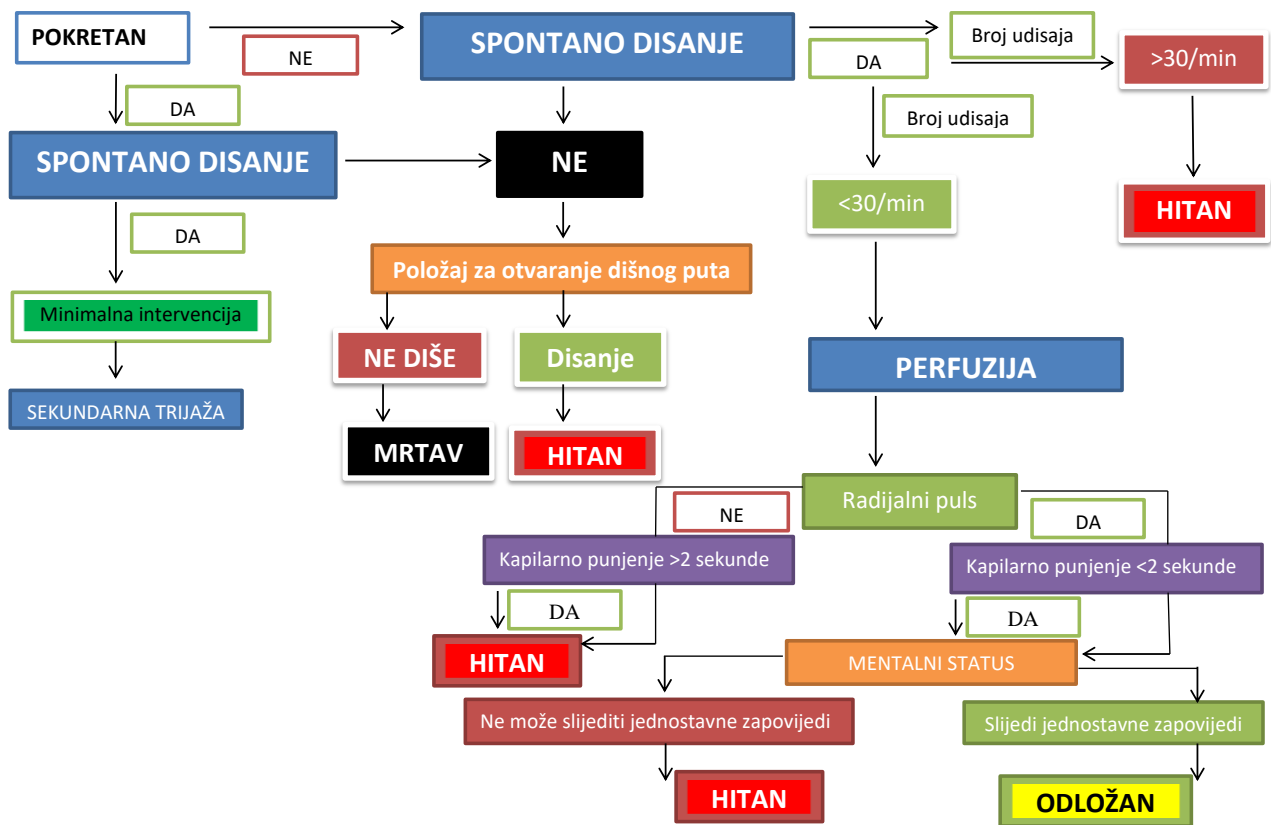 POKRETAN
NE
SPONTANO DISANJE
DA
Broj udisaja
>30/min
DA
Broj udisaja
SPONTANO DISANJE
NE
<30/min
HITAN
DA
Položaj za otvaranje dišnog puta
Minimalna intervencija
NE DIŠE
Disanje
PERFUZIJA
SEKUNDARNA TRIJAŽA
MRTAV
HITAN
Radijalni puls
NE
DA
Kapilarno punjenje >2 sekunde
Kapilarno punjenje <2 sekunde
DA
DA
HITAN
MENTALNI STATUS
Ne može slijediti jednostavne zapovijedi
Slijedi jednostavne zapovijedi
HITAN
ODLOŽAN